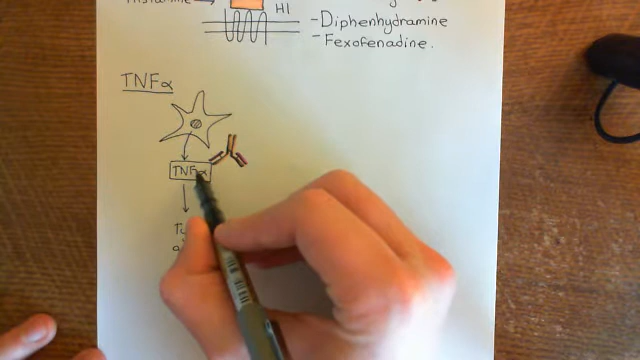 H1
-Diphenhydramine
-Fexofenadine.
TNFα
TNFα